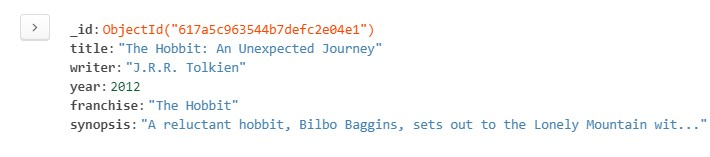 _id: ObjectId("617a5c963544b7defc2e04e1")
title: "The Hobbit: An Unexpected Journey"
writer: "J.R.R. Tolkien"
year: 2012
franchise: "The Hobbit"
synopsis: "A reluctant hobbit, Bilbo Baggins, sets out to the Lonely Mountain wit..."